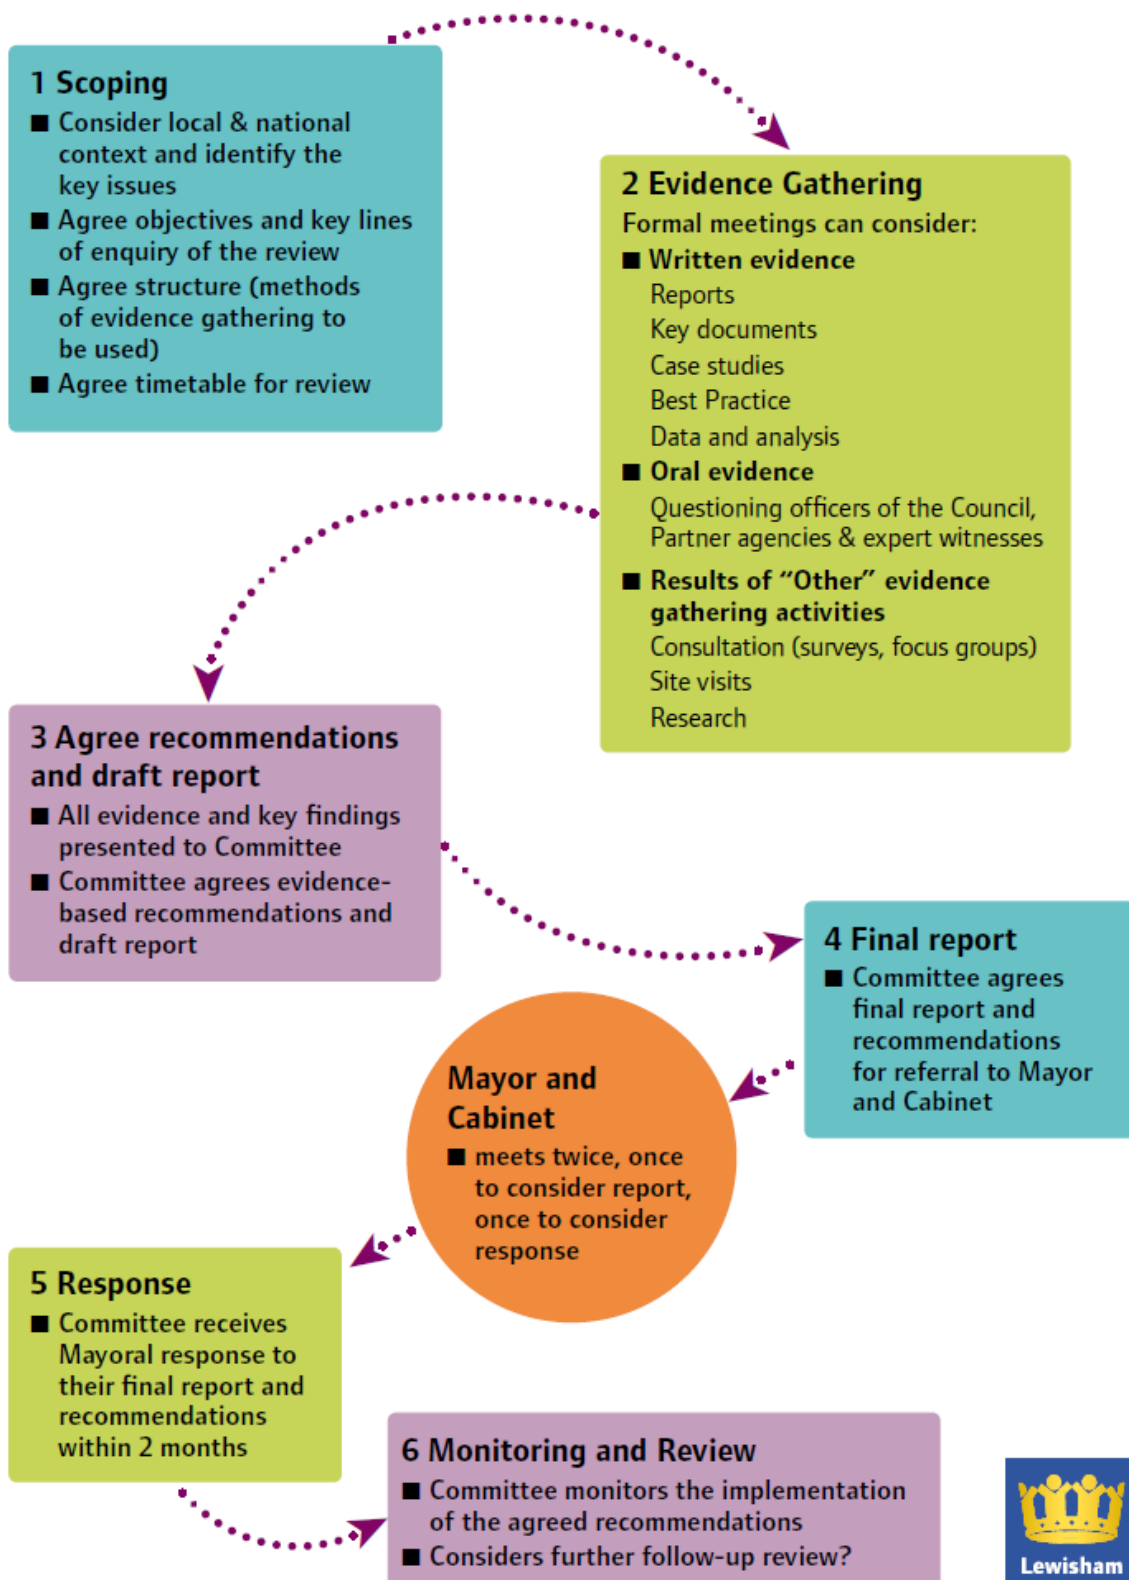 1 Scoping
■ Consider local & national
context and identify the
key issues
■ Agree objectives and key lines
of enquiry of the review
■ Agree structure (methods
of evidence gathering to
be used)
■ Agree timetable for review
2 Evidence Gathering
Formal meetings can consider:
■ Written evidence
Reports
Key documents
Case studies
Best Practice
Data and analysis
■ Oral evidence
Questioning officers of the Council,
Partner agencies & expert witnesses
■ Results of “Other” evidence
gathering activities
Consultation (surveys, focus groups)
Site visits
Research
3 Agree recommendations
and draft report
■ All evidence and key findings
presented to Committee
■ Committee agrees evidence-
based recommendations and
draft report
4 Final report
■ Committee agrees
final report and
recommendations
for referral to Mayor
and Cabinet
Mayor and
Cabinet
■ meets twice, once
to consider report,
once to consider
response
5 Response
■ Committee receives
Mayoral response to
their final report and
recommendations
within 2 months
6 Monitoring and Review
■ Committee monitors the implementation
of the agreed recommendations
■ Considers further follow-up review?
Lewisham